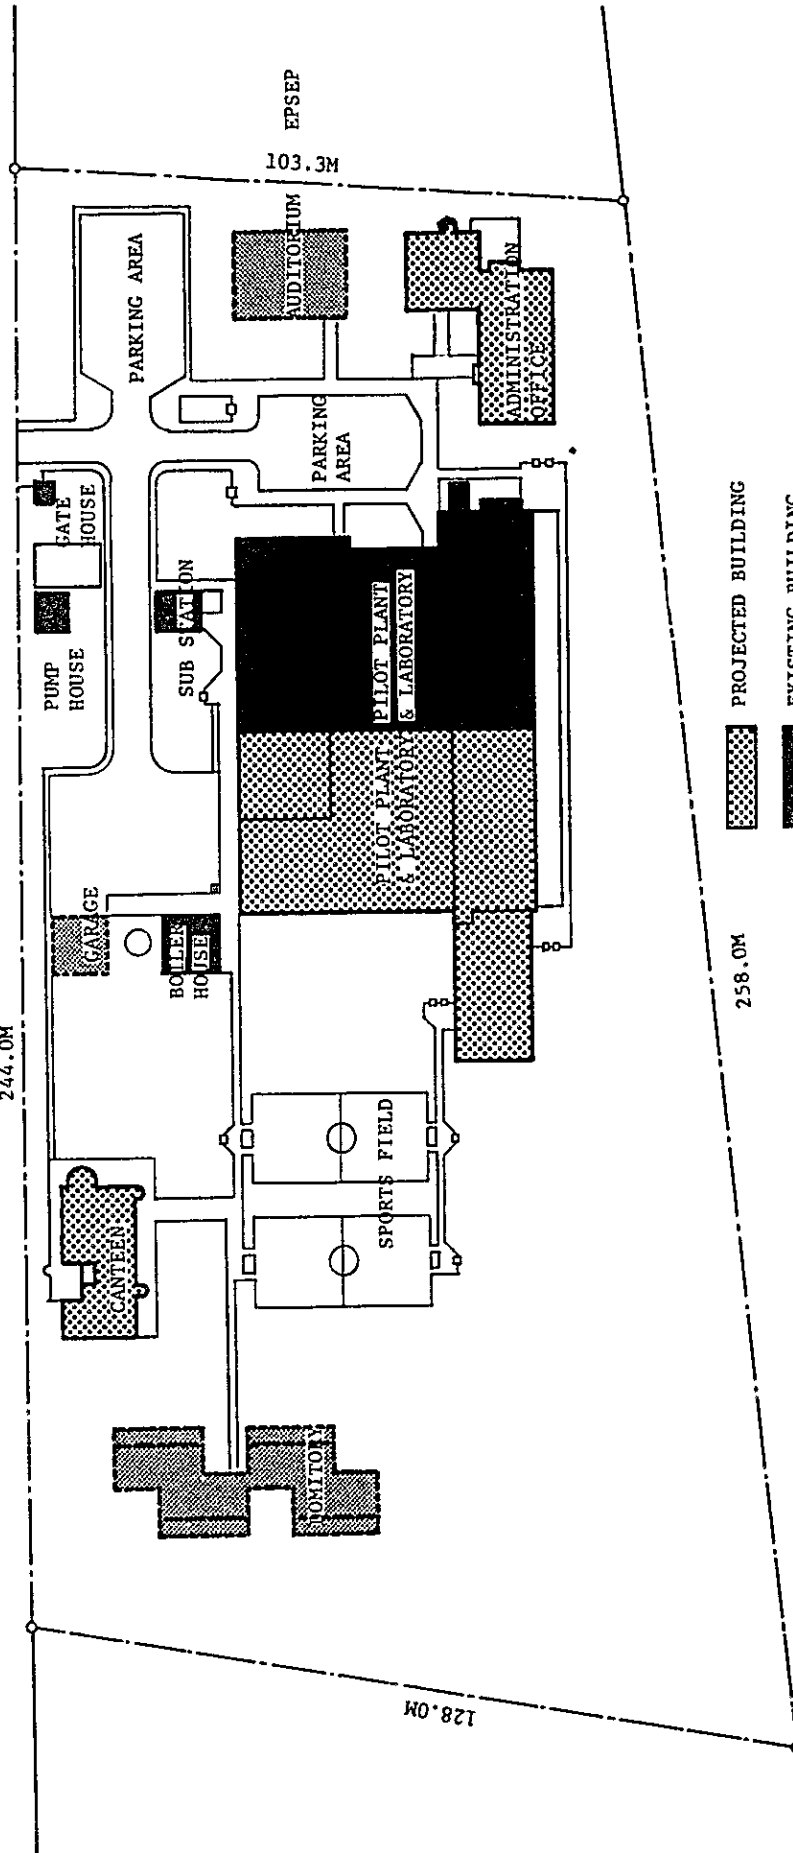 EPSEP
103.3M
AUDITORIUM
PARKING AREA
ADMINISTRATION
OFFICE
PARKING
AREA
GATE
HOUSE
PUMP
HOUSE
SUB STATION
PILOT PLANT
& LABORATORY
PILOT PLANT
& LABORATORY
GARAGE
BOILER
HOUSE
SPORTS FIELD
CANTEEN
DOMITORY
244.0M
258.0M
128.0M
PROJECTED BUILDING
EXISTING BUILDING